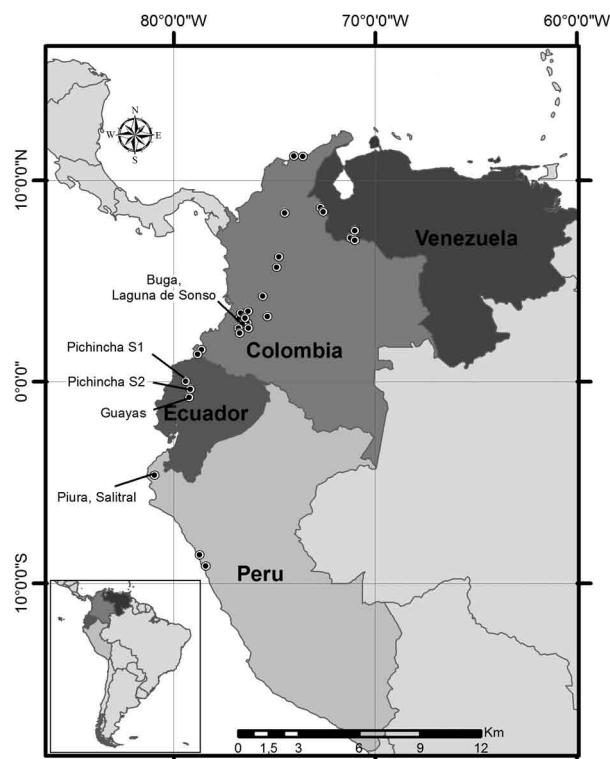 80°0'0"W 70°0'0"W 60°0'0"W
N
W E
S
10°0'0"N
Venezuela
Buga,
Laguna de Sonso
Colombia
Pichincha S1
0°0'0"
Pichincha S2
Guayas
Ecuador
Piura, Salitral
Peru
10°0'0"S
Km
0 1,5 3 6 9 12